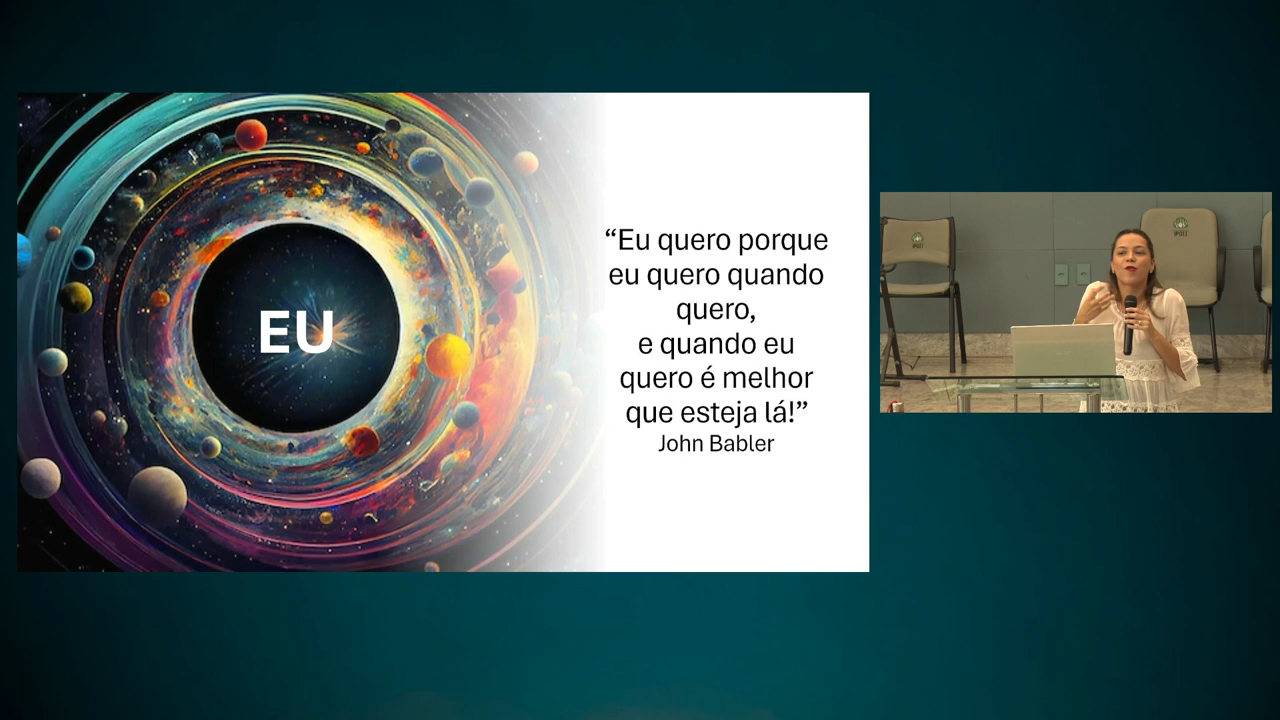 EU
“Eu quero porque
eu quero quando
quero,
e quando eu
quero é melhor
que esteja lá!”
John Babler